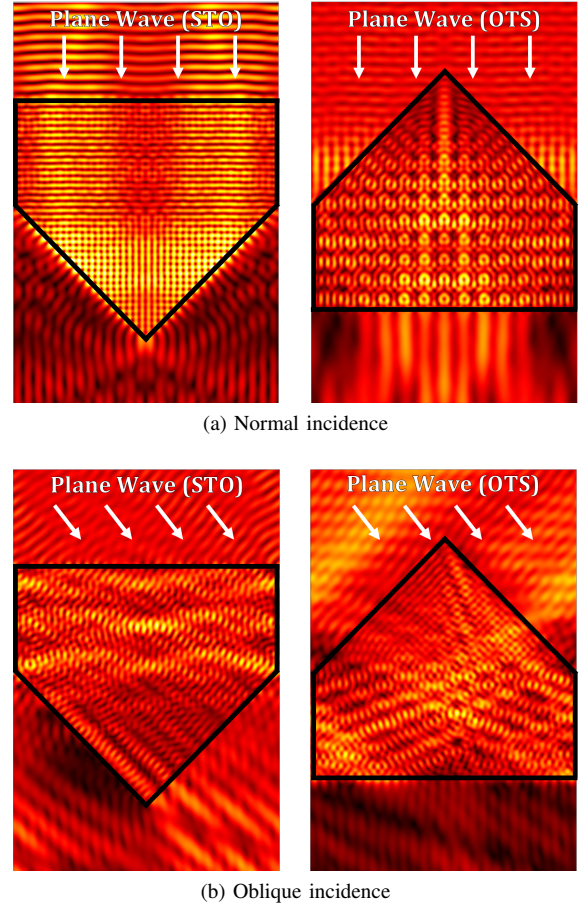 Plane Wave (STO)
Plane Wave (OTS)
(a) Normal incidence
Plane Wave (STO)
Plane Wave (OTS)
(b) Oblique incidence